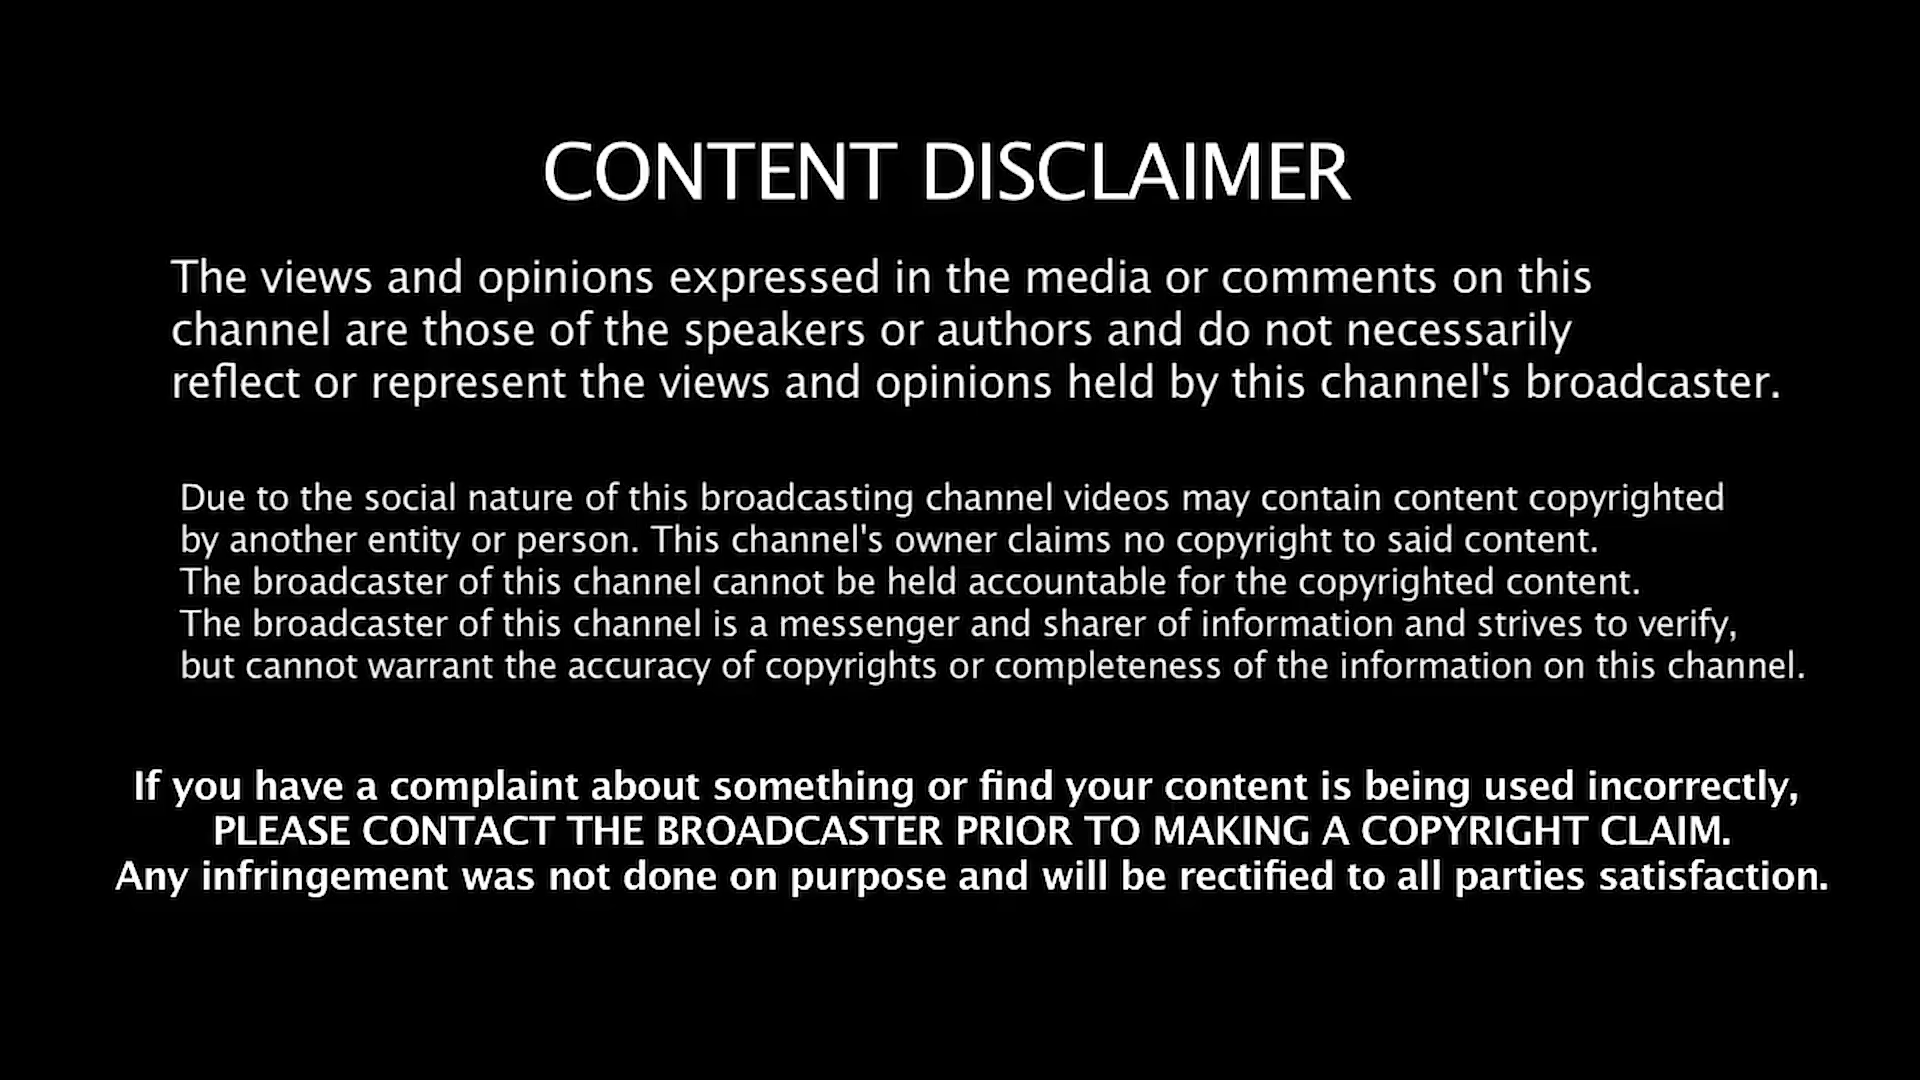 CONTENT DISCLAIMER
The views and opinions expressed in the media or comments on this
channel are those of the speakers or authors and do not necessarily
reflect or represent the views and opinions held by this channel's broadcaster.
Due to the social nature of this broadcasting channel videos may contain content copyrighted
by another entity or person. This channel's owner claims no copyright to said content.
The broadcaster of this channel cannot be held accountable for the copyrighted content.
The broadcaster of this channel is a messenger and sharer of information and strives to verify,
but cannot warrant the accuracy of copyrights or completeness of the information on this channel.
If you have a complaint about something or find your content is being used incorrectly,
PLEASE CONTACT THE BROADCASTER PRIOR TO MAKING A COPYRIGHT CLAIM.
Any infringement was not done on purpose and will be rectified to all parties satisfaction.